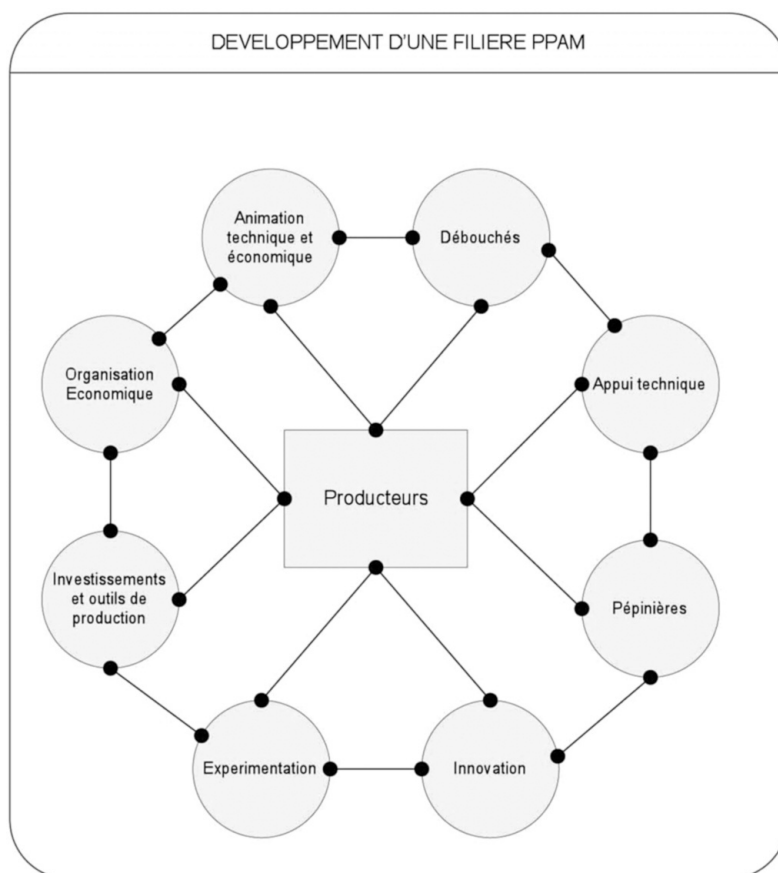 DEVELOPPEMENT D'UNE FILIERE PPAM
Animation
technique et
économique
Débouchés
Organisation
Economique
Appui technique
Producteurs
Investissements
et outils de
production
Pépinières
Experimentation
Innovation